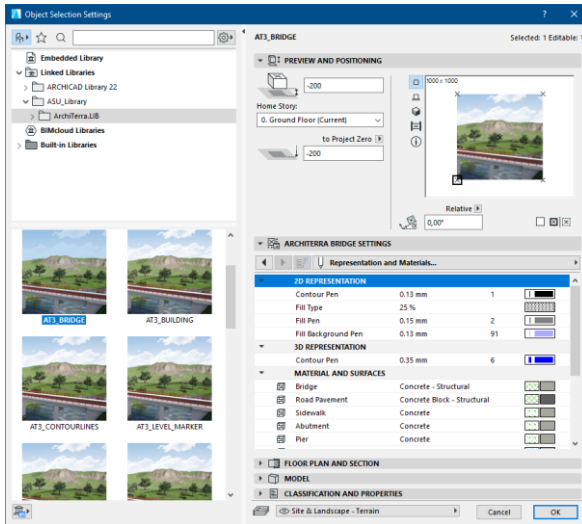 Object Selection Settings
?
Embedded Library
Linked Libraries
ARCHICAD Library 22
ASU_Library
ArchiTerra.LIB
BIMcloud Libraries
Built-in Libraries
AT3_BRIDGE
AT3_BUILDING
AT3_CONTOURLINES
AT3_LEVEL_MARKER
AT3_BRIDGE
Selected: 1 Editable: 1
PREVIEW AND POSITIONING
-200
Home Story:
0. Ground Floor (Current)
to Project Zero
-200
1000 x 1000
Relative
0,00°
ARCHITERRA BRIDGE SETTINGS
Representation and Materials...
2D REPRESENTATION
Contour Pen 0.13 mm 1
Fill Type 25 %
Fill Pen 0.15 mm 2
Fill Background Pen 0.13 mm 91
3D REPRESENTATION
Contour Pen 0.35 mm 6
MATERIAL AND SURFACES
Bridge Concrete - Structural
Road Pavement Concrete Block - Structural
Sidewalk Concrete
Abutment Concrete
Pier Concrete
FLOOR PLAN AND SECTION
MODEL
CLASSIFICATION AND PROPERTIES
Site & Landscape - Terrain
Cancel
OK